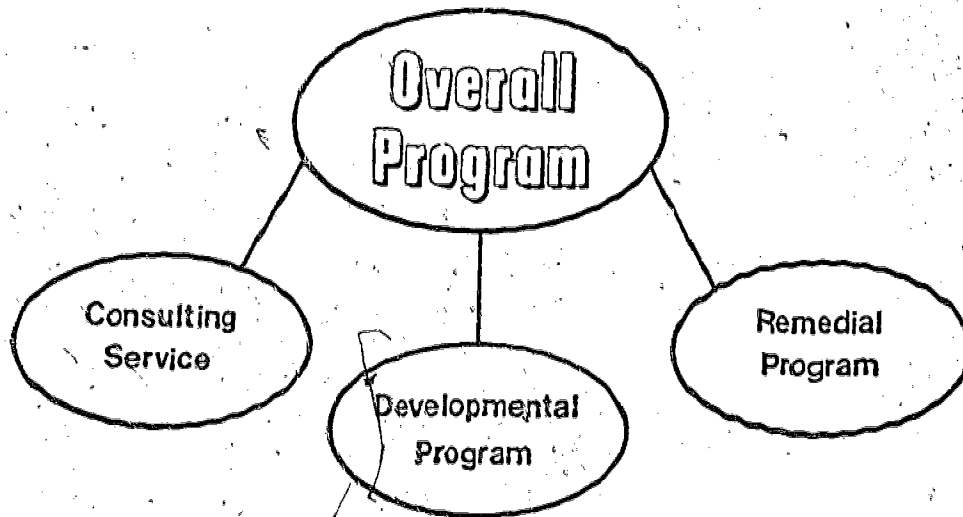 Overall
Program
Consulting
Service
Developmental
Program
Remedial
Program